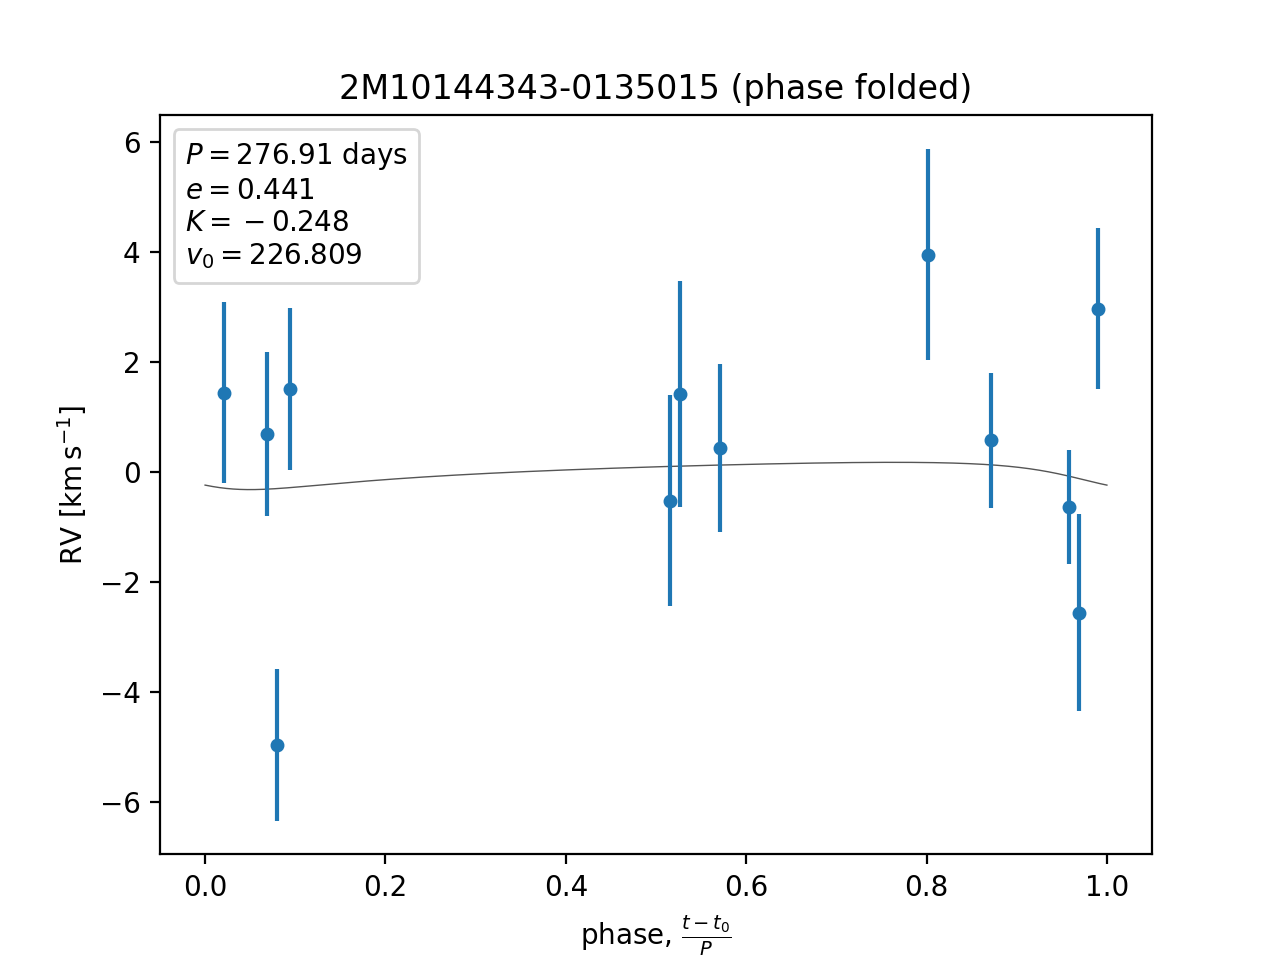 2M10144343-0135015 (phase folded)
P = 276.91 days
e = 0.441
K = −0.248
v₀ = 226.809
6
4
2
0
−2
−4
−6
RV [km s⁻¹]
0.0 0.2 0.4 0.6 0.8 1.0
phase, (t − t₀)/P